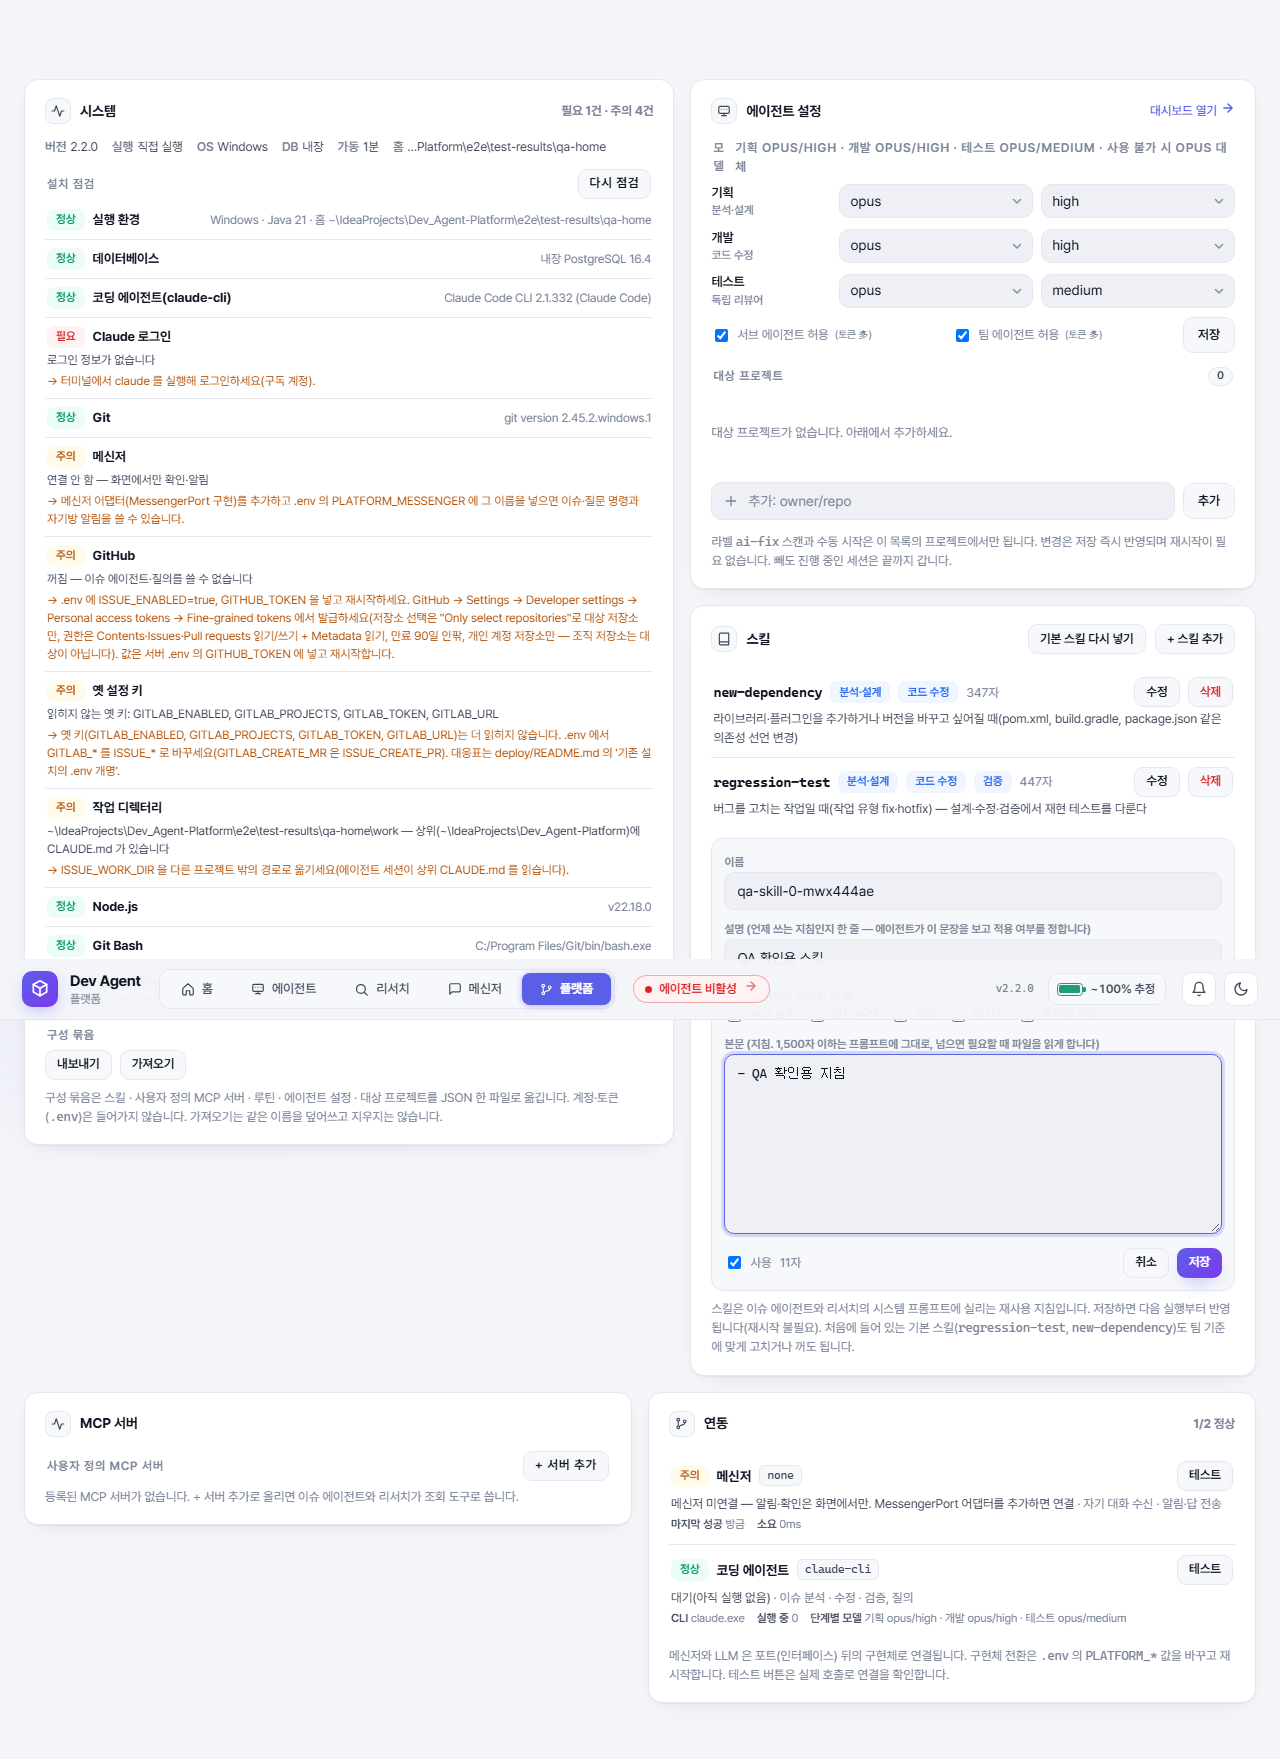 시스템
필요 1건 · 주의 4건
버전 2.2.0 실행 직접 실행 OS Windows DB 내장 가동 1분 홈 ...Platform\e2e\test-results\qa-home
설치 점검
다시 점검
정상 실행 환경 Windows · Java 21 · 홈 ~\IdeaProjects\Dev_Agent-Platform\e2e\test-results\qa-home
정상 데이터베이스 내장 PostgreSQL 16.4
정상 코딩 에이전트(claude-cli) Claude Code CLI 2.1.332 (Claude Code)
필요 Claude 로그인
로그인 정보가 없습니다
→ 터미널에서 claude 를 실행해 로그인하세요(구독 계정).
정상 Git git version 2.45.2.windows.1
주의 메신저
연결 안 함 — 화면에서만 확인·알림
→ 메신저 어댑터(MessengerPort 구현)를 추가하고 .env 의 PLATFORM_MESSENGER 에 그 이름을 넣으면 이슈·질문 명령과
자기방 알림을 쓸 수 있습니다.
주의 GitHub
꺼짐 — 이슈 에이전트·질의를 쓸 수 없습니다
→ .env 에 ISSUE_ENABLED=true, GITHUB_TOKEN 을 넣고 재시작하세요. GitHub → Settings → Developer settings →
Personal access tokens → Fine-grained tokens 에서 발급하세요(저장소 선택은 "Only select repositories"로 대상 저장소
만, 권한은 Contents·Issues·Pull requests 읽기/쓰기 + Metadata 읽기, 만료 90일 안팎, 개인 계정 저장소만 — 조직 저장소는 대
상이 아닙니다). 값은 서버 .env 의 GITHUB_TOKEN 에 넣고 재시작합니다.
주의 옛 설정 키
읽히지 않는 옛 키: GITLAB_ENABLED, GITLAB_PROJECTS, GITLAB_TOKEN, GITLAB_URL
→ 옛 키(GITLAB_ENABLED, GITLAB_PROJECTS, GITLAB_TOKEN, GITLAB_URL)는 더 읽히지 않습니다. .env 에서
GITLAB_* 를 ISSUE_* 로 바꾸세요(GITLAB_CREATE_MR 은 ISSUE_CREATE_PR). 대응표는 deploy/README.md 의 '기존 설
치의 .env 개명'.
주의 작업 디렉터리
~\IdeaProjects\Dev_Agent-Platform\e2e\test-results\qa-home\work — 상위(~\IdeaProjects\Dev_Agent-Platform)에
CLAUDE.md 가 있습니다
→ ISSUE_WORK_DIR 을 다른 프로젝트 밖의 경로로 옮기세요(에이전트 세션이 상위 CLAUDE.md 를 읽습니다).
정상 Node.js v22.18.0
정상 Git Bash C:/Program Files/Git/bin/bash.exe
구성 묶음
내보내기 가져오기
구성 묶음은 스킬 · 사용자 정의 MCP 서버 · 루틴 · 에이전트 설정 · 대상 프로젝트를 JSON 한 파일로 옮깁니다. 계정·토큰
(.env)은 들어가지 않습니다. 가져오기는 같은 이름을 덮어쓰고 지우지는 않습니다.
에이전트 설정
대시보드 열기 →
모델 기획 OPUS/HIGH · 개발 OPUS/HIGH · 테스트 OPUS/MEDIUM · 사용 불가 시 OPUS 대체
기획 opus high
분석·설계
개발 opus high
코드 수정
테스트 opus medium
독립 리뷰어
서브 에이전트 허용 (토큰 多) 팀 에이전트 허용 (토큰 多) 저장
대상 프로젝트 0
대상 프로젝트가 없습니다. 아래에서 추가하세요.
추가: owner/repo 추가
라벨 ai-fix 스캔과 수동 시작은 이 목록의 프로젝트에서만 됩니다. 변경은 저장 즉시 반영되며 재시작이 필
요 없습니다. 빼도 진행 중인 세션은 끝까지 갑니다.
스킬
기본 스킬 다시 넣기 + 스킬 추가
new-dependency 분석·설계 코드 수정 347자 수정 삭제
라이브러리·플러그인을 추가하거나 버전을 바꾸고 싶어질 때(pom.xml, build.gradle, package.json 같은
의존성 선언 변경)
regression-test 분석·설계 코드 수정 검증 447자 수정 삭제
버그를 고치는 작업일 때(작업 유형 fix·hotfix) — 설계·수정·검증에서 재현 테스트를 다룬다
이름
qa-skill-0-mwx444ae
설명 (언제 쓰는 지침인지 한 줄 — 에이전트가 이 문장을 보고 적용 여부를 정합니다)
QA 확인용 스킬
Dev Agent
플랫폼
홈 에이전트 리서치 메신저 플랫폼
에이전트 비활성 →
v2.2.0 ~100% 추정
본문 (지침. 1,500자 이하는 프롬프트에 그대로, 넘으면 필요할 때 파일을 읽게 합니다)
- QA 확인용 지침
사용 11자 취소 저장
스킬은 이슈 에이전트와 리서치의 시스템 프롬프트에 실리는 재사용 지침입니다. 저장하면 다음 실행부터 반영
됩니다(재시작 불필요). 처음에 들어 있는 기본 스킬(regression-test, new-dependency)도 팀 기준
에 맞게 고치거나 꺼도 됩니다.
MCP 서버
사용자 정의 MCP 서버 + 서버 추가
등록된 MCP 서버가 없습니다. + 서버 추가로 올리면 이슈 에이전트와 리서치가 조회 도구로 씁니다.
연동
1/2 정상
주의 메신저 none 테스트
메신저 미연결 — 알림·확인은 화면에서만. MessengerPort 어댑터를 추가하면 연결 · 자기 대화 수신 · 알림·답 전송
마지막 성공 방금 소요 0ms
정상 코딩 에이전트 claude-cli 테스트
대기(아직 실행 없음) · 이슈 분석 · 수정 · 검증, 질의
CLI claude.exe 실행 중 0 단계별 모델 기획 opus/high · 개발 opus/high · 테스트 opus/medium
메신저와 LLM 은 포트(인터페이스) 뒤의 구현체로 연결됩니다. 구현체 전환은 .env 의 PLATFORM_* 값을 바꾸고 재
시작합니다. 테스트 버튼은 실제 호출로 연결을 확인합니다.